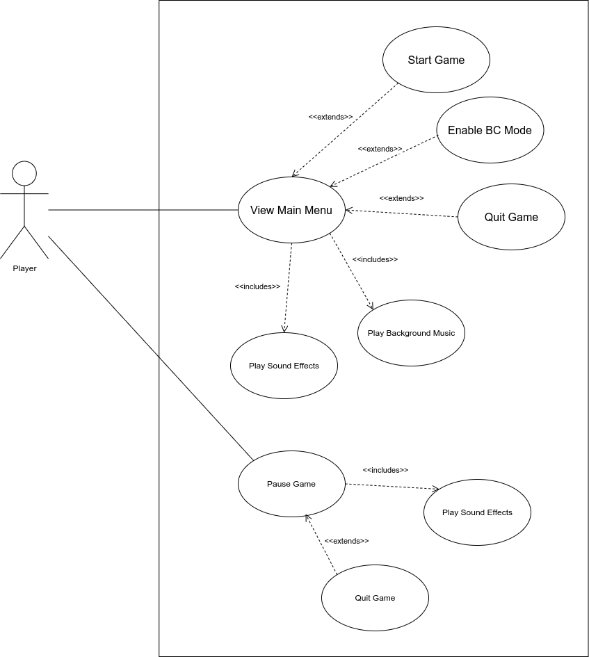 Start Game
<<extends>>
Enable BC Mode
<<extends>>
<<extends>>
View Main Menu
Quit Game
Player
<<includes>>
<<includes>>
Play Background Music
Play Sound Effects
<<includes>>
Pause Game
Play Sound Effects
<<extends>>
Quit Game